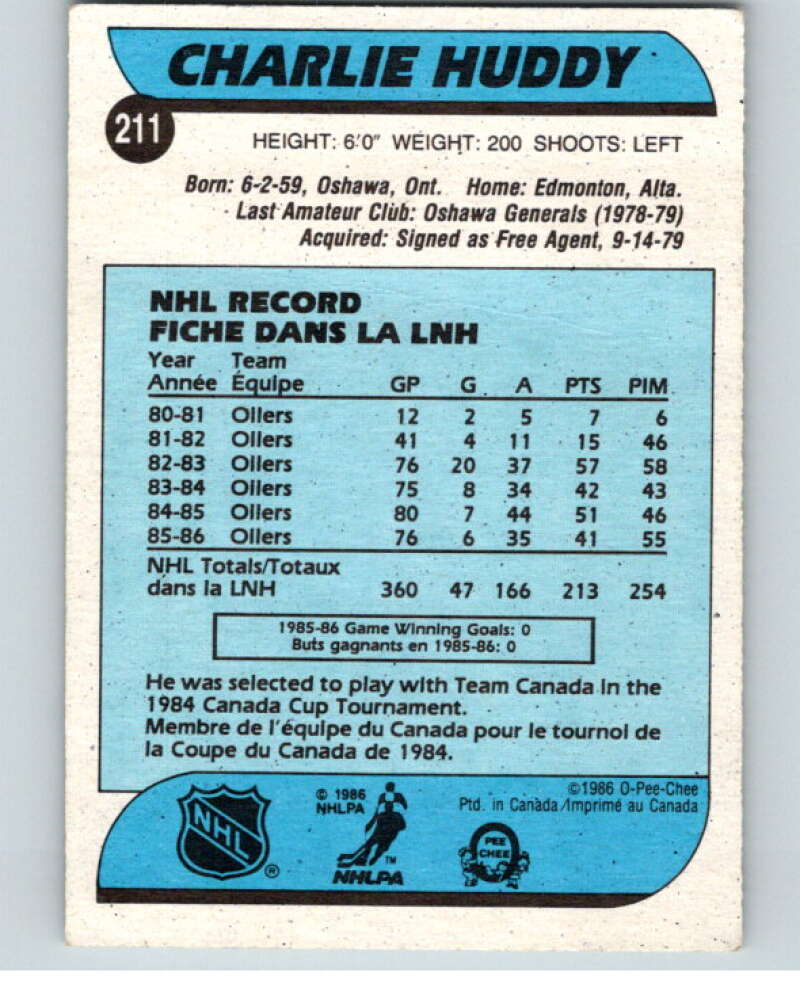 CHARLIE HUDDY
211
HEIGHT: 6'0" WEIGHT: 200 SHOOTS: LEFT
Born: 6-2-59, Oshawa, Ont. Home: Edmonton, Alta.
Last Amateur Club: Oshawa Generals (1978-79)
Acquired: Signed as Free Agent, 9-14-79
NHL RECORD
FICHE DANS LA LNH
Year Team
Année Équipe GP G A PTS PIM
80-81 Oilers 12 2 5 7 6
81-82 Oilers 41 4 11 15 46
82-83 Oilers 76 20 37 57 58
83-84 Oilers 75 8 34 42 43
84-85 Oilers 80 7 44 51 46
85-86 Oilers 76 6 35 41 55
NHL Totals/Totaux
dans la LNH 360 47 166 213 254
1985-86 Game Winning Goals: 0
Buts gagnants en 1985-86: 0
He was selected to play with Team Canada in the
1984 Canada Cup Tournament.
Membre de l'équipe du Canada pour le tournoi de
la Coupe du Canada de 1984.
©1986 O-Pee-Chee
Ptd. in Canada/Imprimé au Canada
© 1986
NHLPA
NHL
®
TM
NHLPA
PEE
CHEE